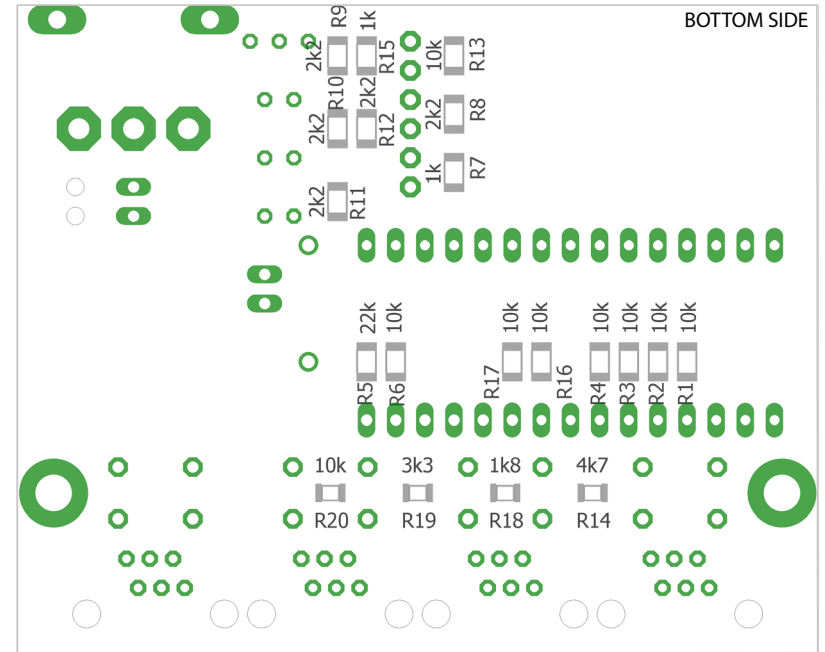 BOTTOM SIDE
R9
1k
2k2
R15
10k
R13
R10
2k2
2k2
R12
2k2
R8
1k
R7
2k2
R11
22k
10k
10k
10k
10k
10k
10k
10k
R5
R6
R17
R16
R4
R3
R2
R1
10k
3k3
1k8
4k7
R20
R19
R18
R14